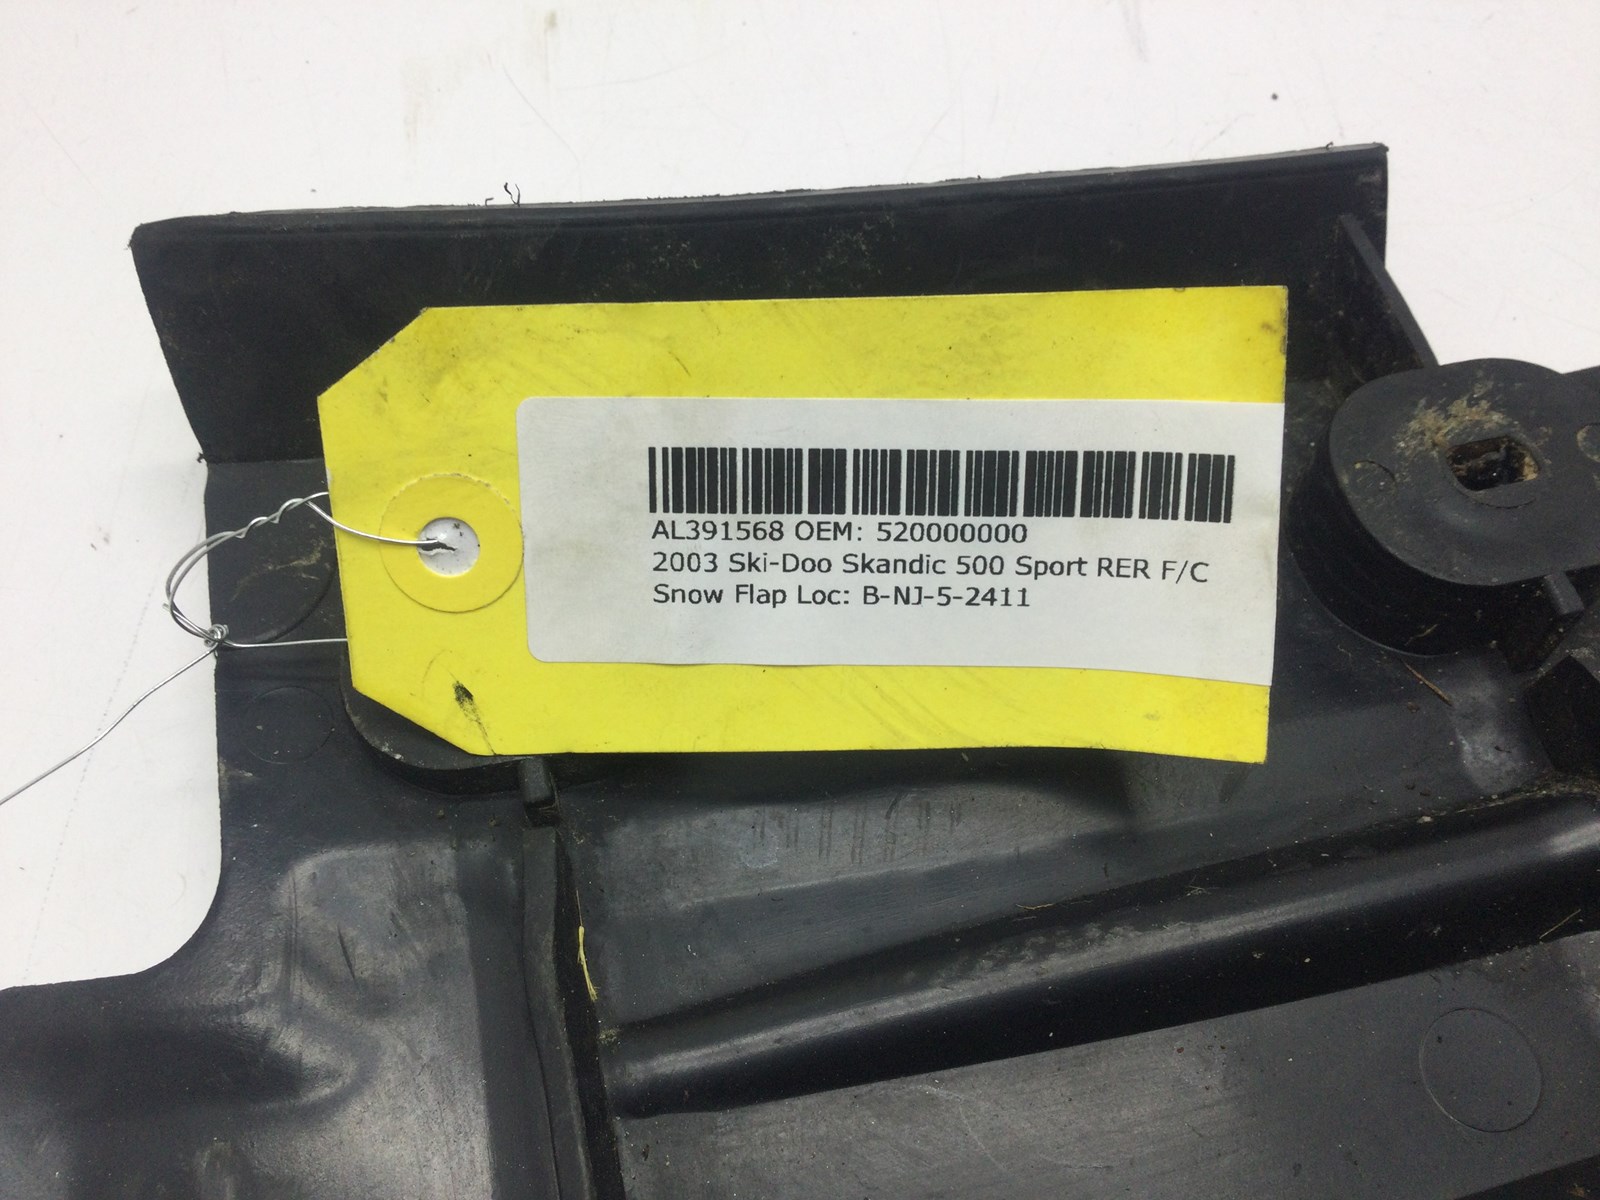 AL391568 OEM: 520000000
2003 Ski-Doo Skandic 500 Sport RER F/C
Snow Flap Loc: B-NJ-5-2411